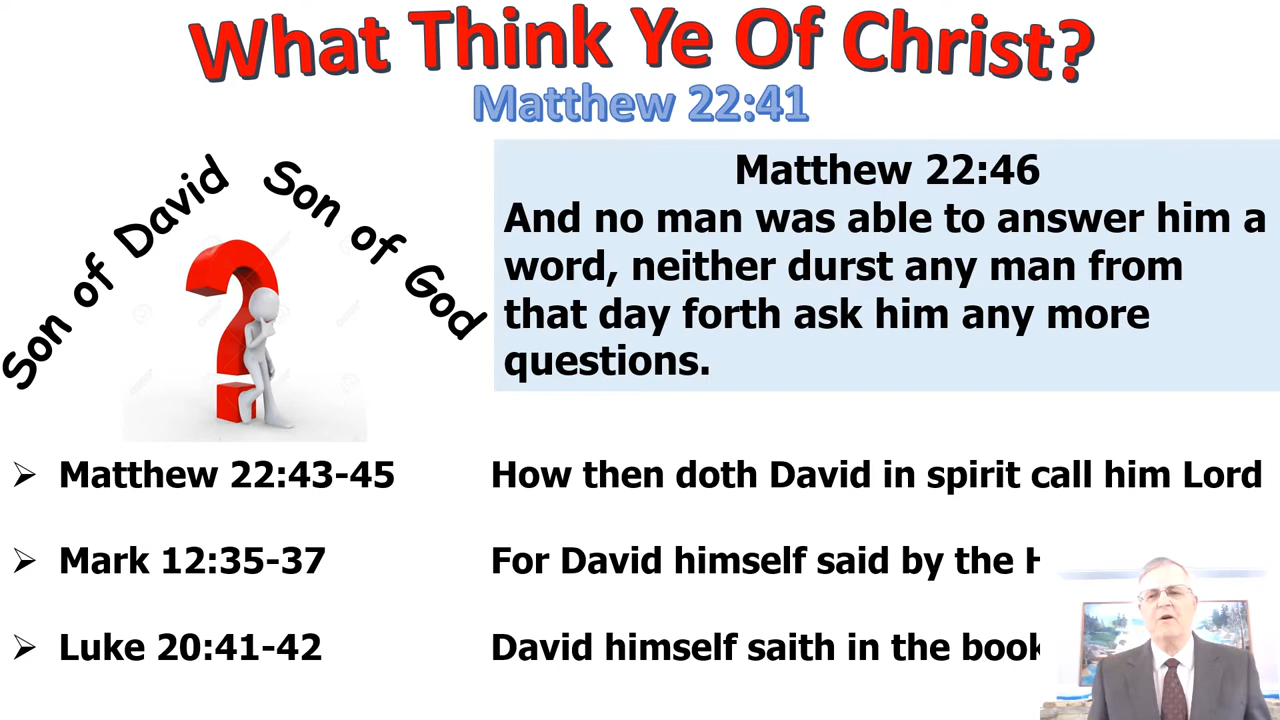 What Think Ye Of Christ?
Matthew 22:41
Son of David
Son of God
Matthew 22:46
And no man was able to answer him a
word, neither durst any man from
that day forth ask him any more
questions.
➢ Matthew 22:43-45 How then doth David in spirit call him Lord
➢ Mark 12:35-37 For David himself said by the H
➢ Luke 20:41-42 David himself saith in the book